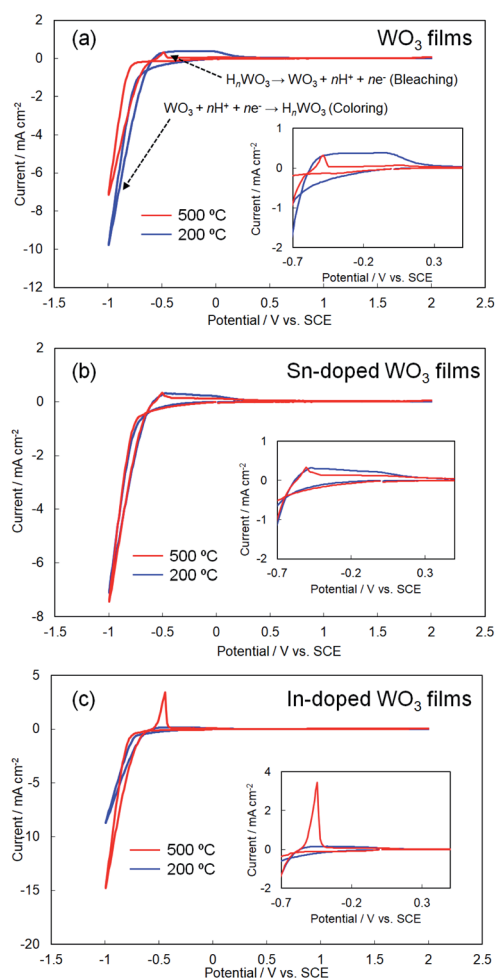 (a) WO₃ films
2
0
-2
-4
-6
-8
-10
-12
Current / mA cm⁻²
HₙWO₃ → WO₃ + nH⁺ + ne⁻ (Bleaching)
WO₃ + nH⁺ + ne⁻ → HₙWO₃ (Coloring)
500 ºC
200 ºC
1
0
-1
-2
Current / mA cm⁻²
-0.7 -0.2 0.3
Potential / V vs. SCE
-1.5 -1 -0.5 0 0.5 1 1.5 2 2.5
Potential / V vs. SCE
(b) Sn-doped WO₃ films
2
0
-2
-4
-6
-8
Current / mA cm⁻²
500 ºC
200 ºC
1
0
-1
-2
Current / mA cm⁻²
-0.7 -0.2 0.3
Potential / V vs. SCE
-1.5 -1 -0.5 0 0.5 1 1.5 2 2.5
Potential / V vs. SCE
(c) In-doped WO₃ films
5
0
-5
-10
-15
-20
Current / mA cm⁻²
500 ºC
200 ºC
4
2
0
-2
Current / mA cm⁻²
-0.7 -0.2 0.3
Potential / V vs. SCE
-1.5 -1 -0.5 0 0.5 1 1.5 2 2.5
Potential / V vs. SCE